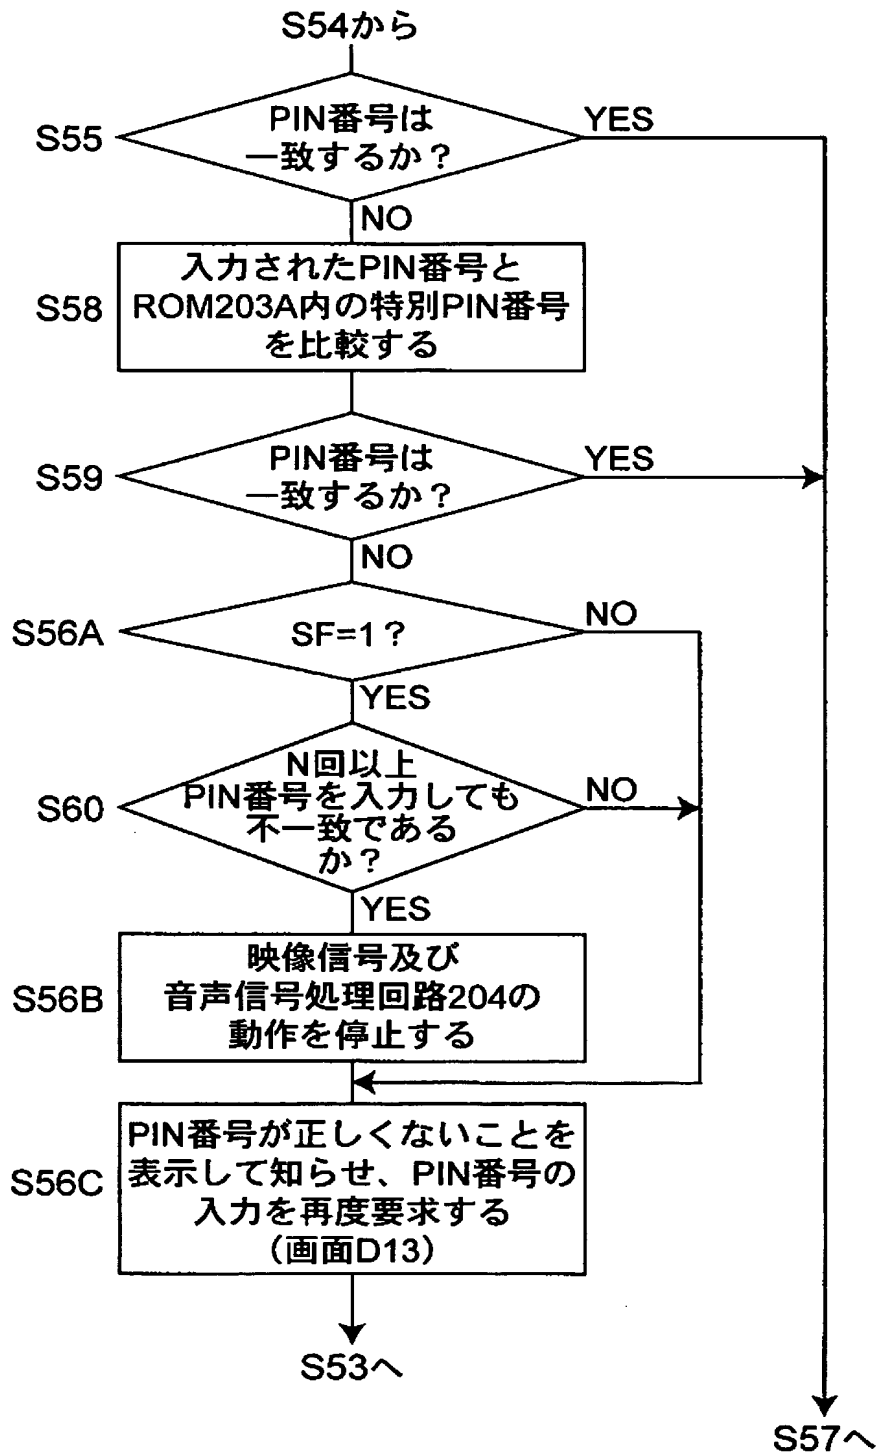 S54から
S55
PIN番号は
一致するか？
YES
NO
S58
入力されたPIN番号と
ROM203A内の特別PIN番号
を比較する
S59
PIN番号は
一致するか？
YES
NO
S56A
SF=1？
NO
YES
S60
N回以上
PIN番号を入力しても
不一致である
か？
NO
YES
S56B
映像信号及び
音声信号処理回路204の
動作を停止する
S56C
PIN番号が正しくないことを
表示して知らせ、PIN番号の
入力を再度要求する
（画面D13）
S53へ
S57へ